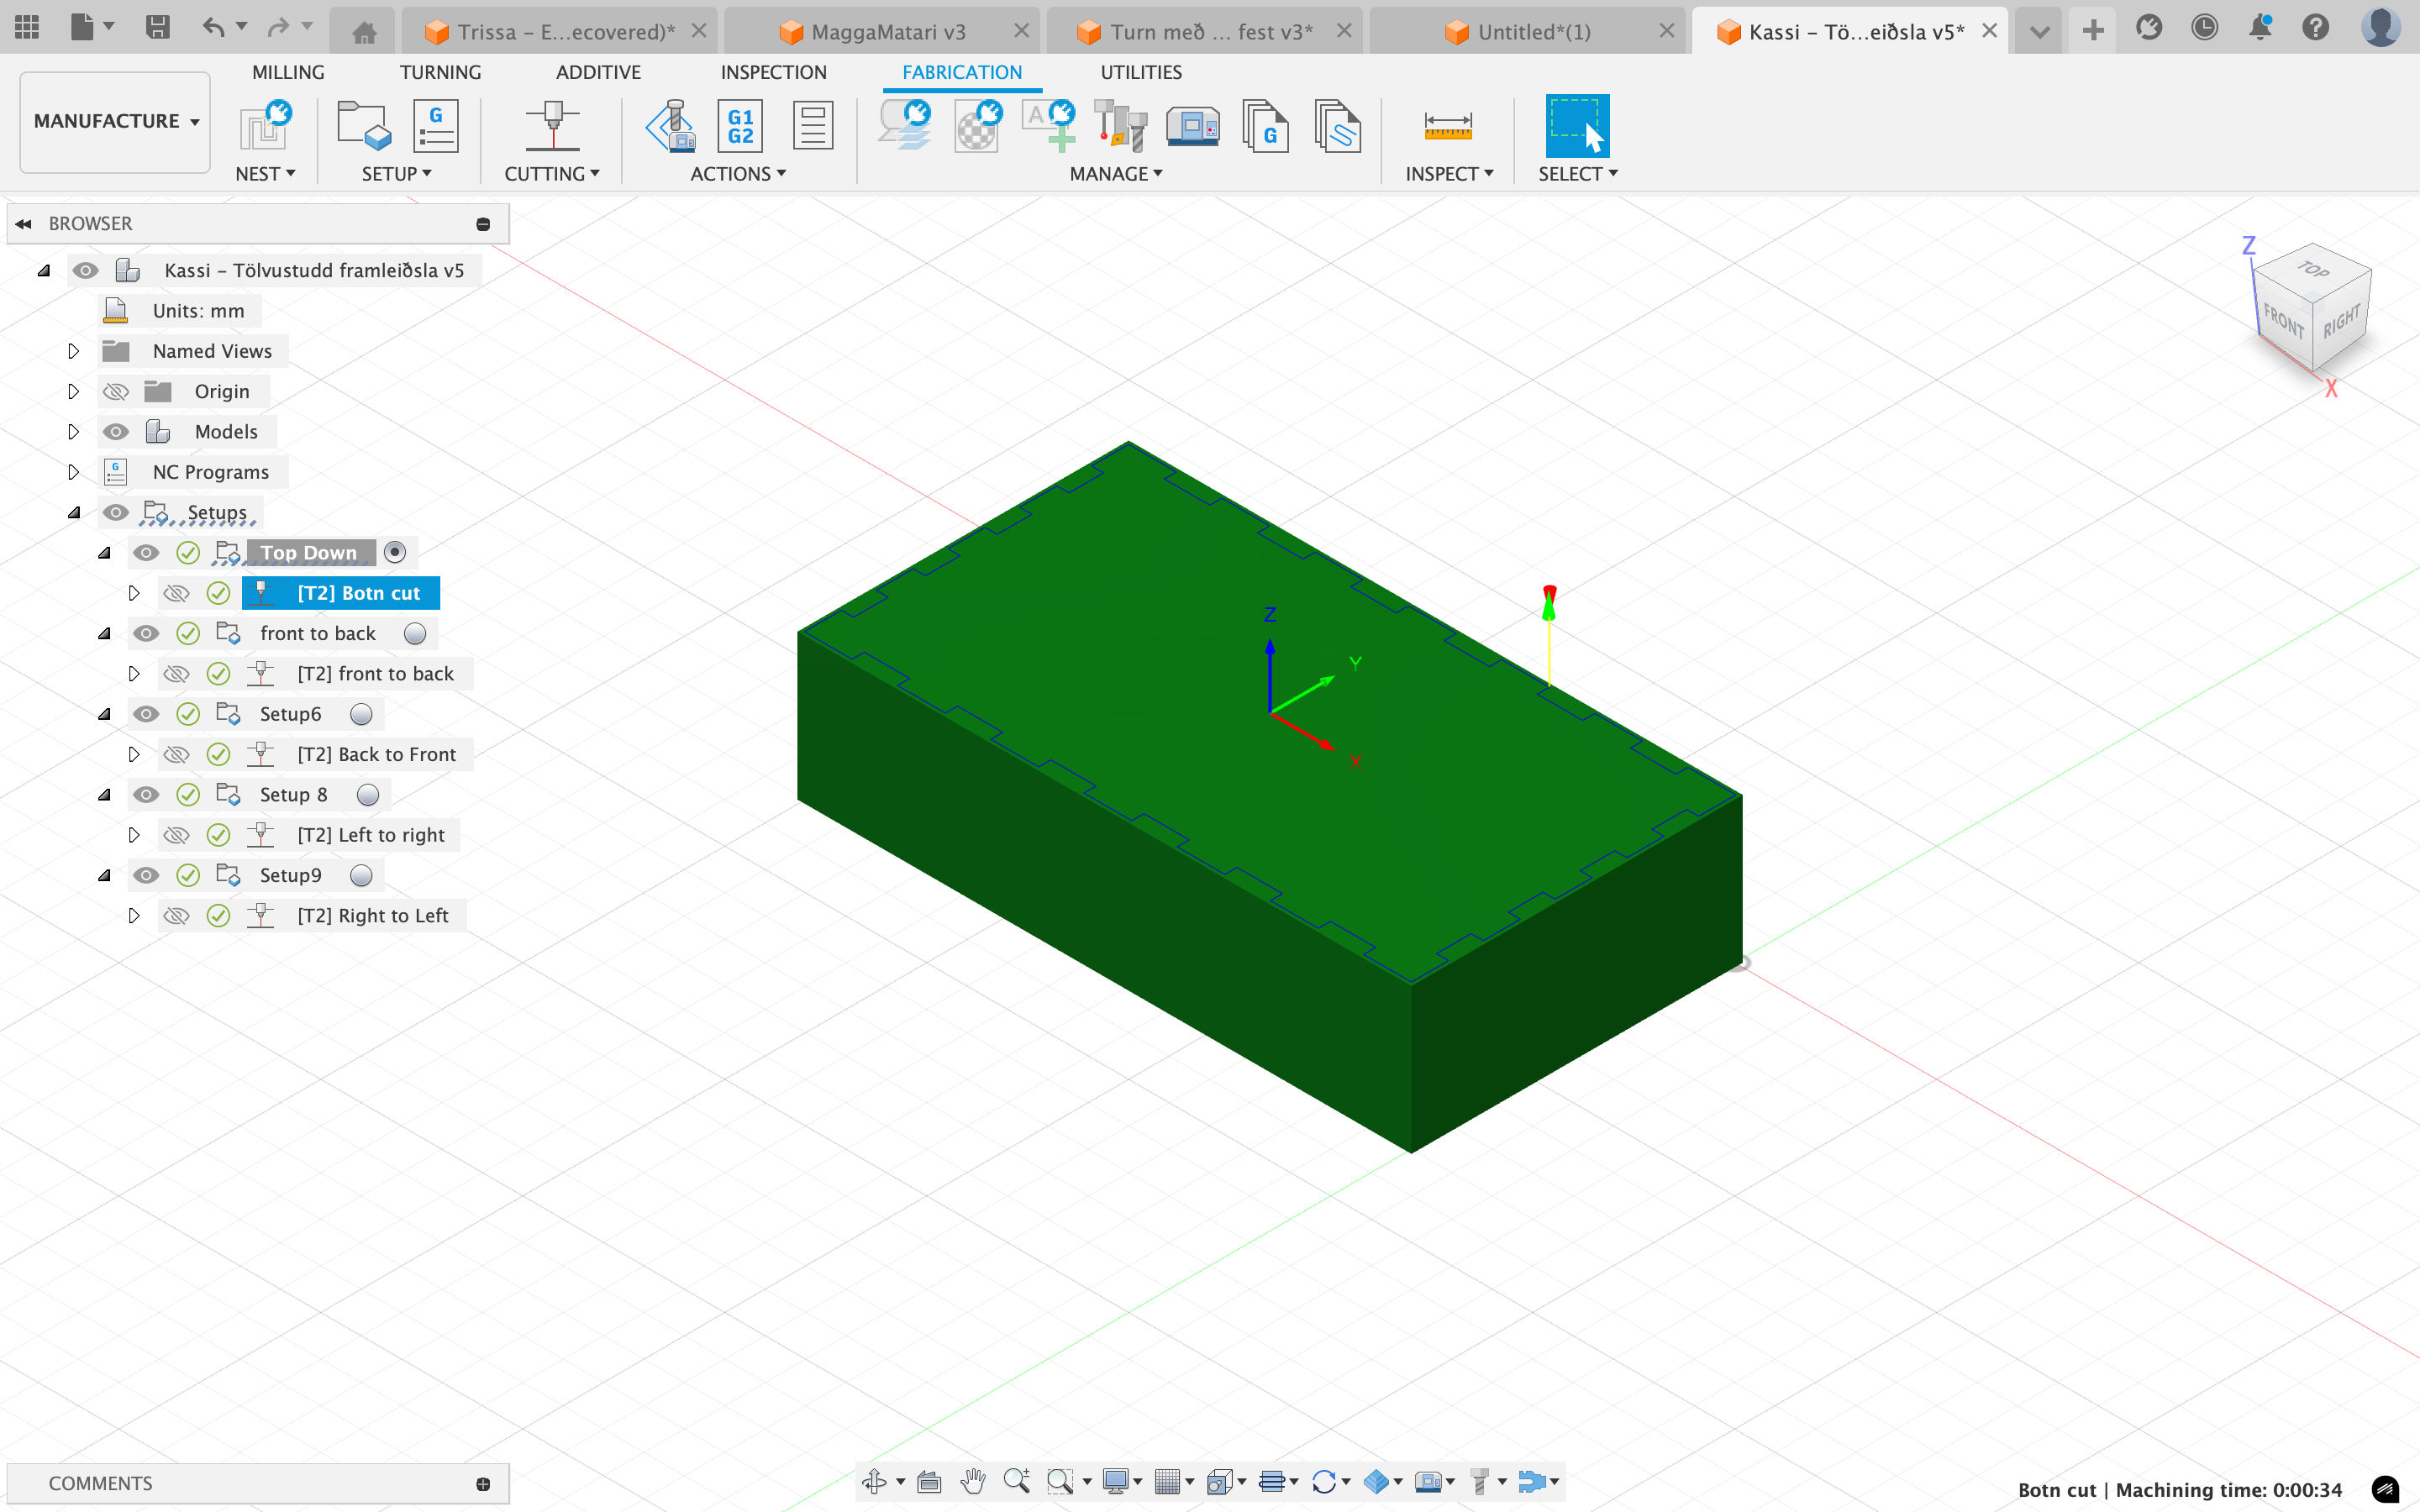 Trissa – E...ecovered)*
MaggaMatari v3
Turn með ... fest v3*
Untitled*(1)
Kassi – Tö...eiðsla v5*
MANUFACTURE
MILLING
TURNING
ADDITIVE
INSPECTION
FABRICATION
UTILITIES
G
G1
G2
A
G
NEST
SETUP
CUTTING
ACTIONS
MANAGE
INSPECT
SELECT
BROWSER
Kassi – Tölvustudd framleiðsla v5
Units: mm
Named Views
Origin
Models
G
NC Programs
Setups
Top Down
[T2] Botn cut
front to back
[T2] front to back
Setup6
[T2] Back to Front
Setup 8
[T2] Left to right
Setup9
[T2] Right to Left
Z
Y
X
Z
TOP
FRONT
RIGHT
X
COMMENTS
Botn cut | Machining time: 0:00:34